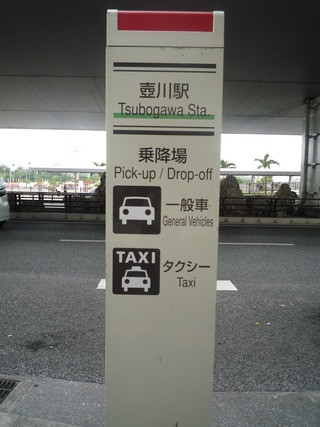 壺川駅
Tsubogawa Sta.
乗降場
Pick-up / Drop-off
一般車
General Vehicles
TAXI
タクシー
Taxi